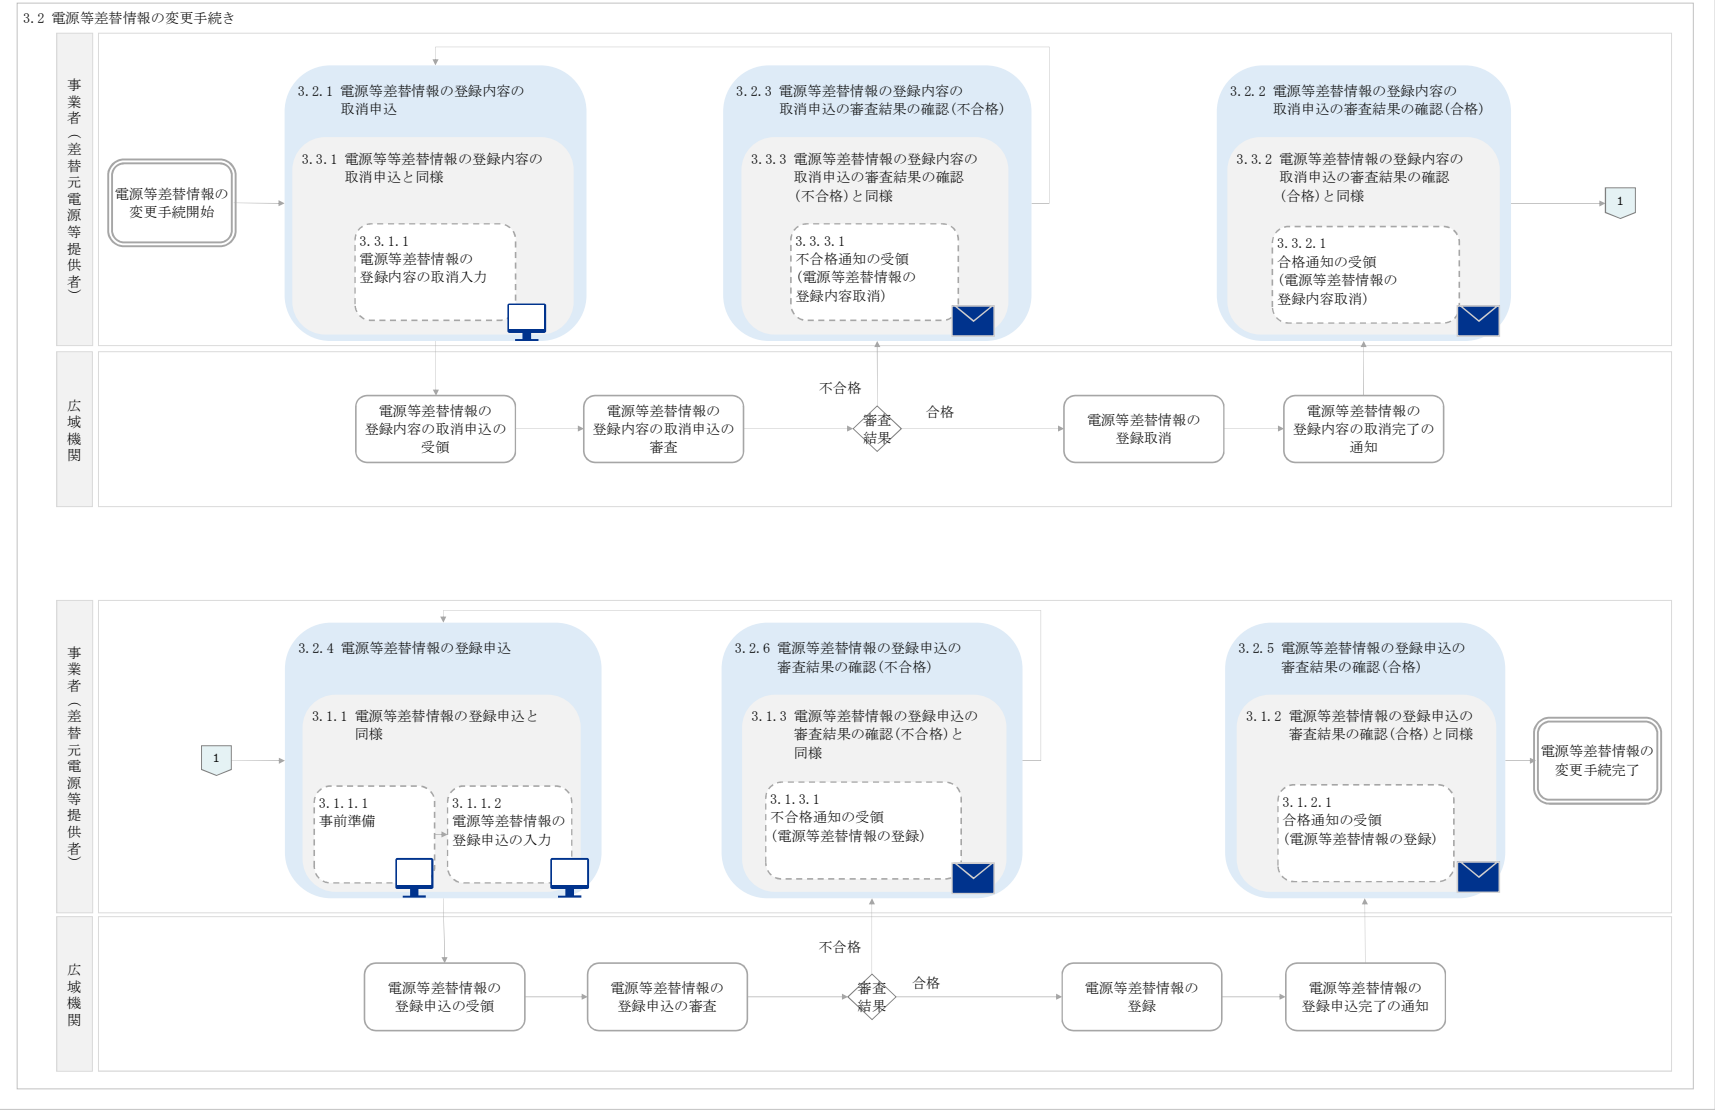 3.2 電源等差替情報の変更手続き
事業者（差替元電源等提供者）
電源等差替情報の
変更手続開始
3.2.1 電源等差替情報の登録内容の
取消申込
3.3.1 電源等等差替情報の登録内容の
取消申込と同様
3.3.1.1
電源等差替情報の
登録内容の取消入力
3.2.3 電源等差替情報の登録内容の
取消申込の審査結果の確認(不合格)
3.3.3 電源等差替情報の登録内容の
取消申込の審査結果の確認
(不合格)と同様
3.3.3.1
不合格通知の受領
(電源等差替情報の
登録内容取消)
3.2.2 電源等差替情報の登録内容の
取消申込の審査結果の確認(合格)
3.3.2 電源等差替情報の登録内容の
取消申込の審査結果の確認
(合格)と同様
3.3.2.1
合格通知の受領
(電源等差替情報の
登録内容取消)
1
広域機関
電源等差替情報の
登録内容の取消申込の
受領
電源等差替情報の
登録内容の取消申込の
審査
不合格
審査
結果
合格
電源等差替情報の
登録取消
電源等差替情報の
登録内容の取消完了の
通知
事業者（差替元電源等提供者）
1
3.2.4 電源等差替情報の登録申込
3.1.1 電源等差替情報の登録申込と
同様
3.1.1.1
事前準備
3.1.1.2
電源等差替情報の
登録申込の入力
3.2.6 電源等差替情報の登録申込の
審査結果の確認(不合格)
3.1.3 電源等差替情報の登録申込の
審査結果の確認(不合格)と
同様
3.1.3.1
不合格通知の受領
(電源等差替情報の登録)
3.2.5 電源等差替情報の登録申込の
審査結果の確認(合格)
3.1.2 電源等差替情報の登録申込の
審査結果の確認(合格)と同様
3.1.2.1
合格通知の受領
(電源等差替情報の登録)
電源等差替情報の
変更手続完了
広域機関
電源等差替情報の
登録申込の受領
電源等差替情報の
登録申込の審査
不合格
審査
結果
合格
電源等差替情報の
登録
電源等差替情報の
登録申込完了の通知